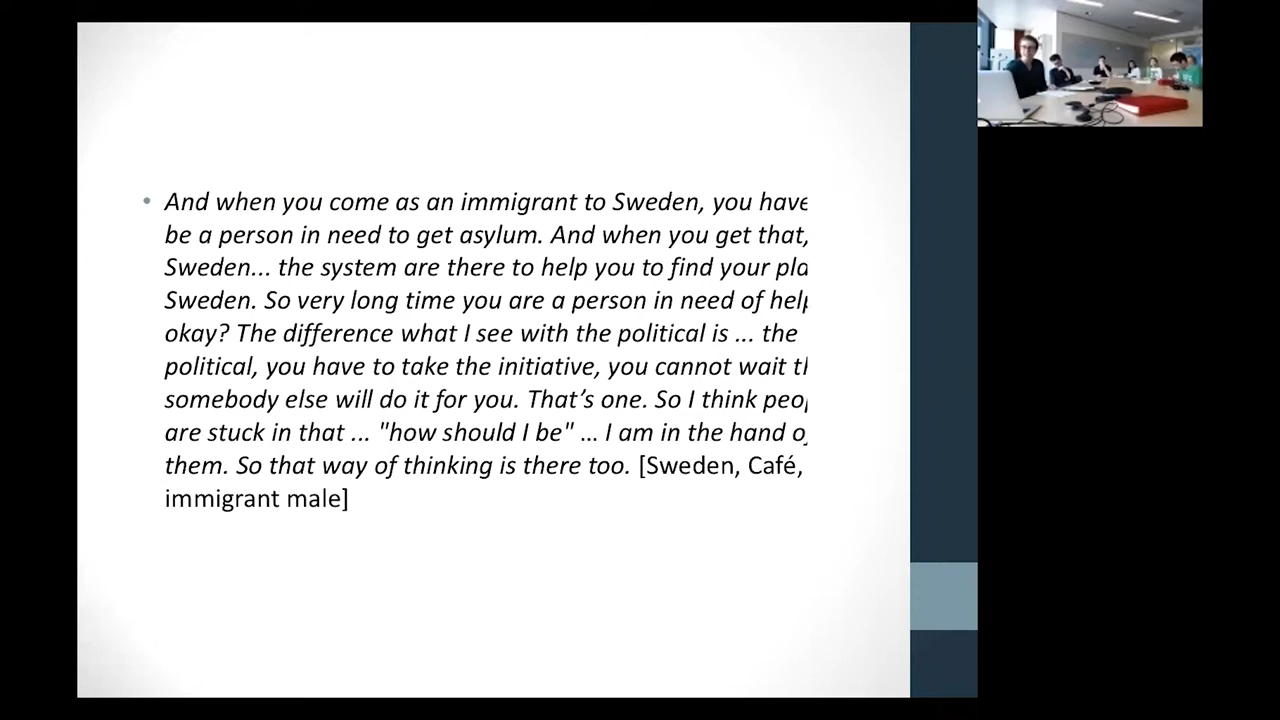 • And when you come as an immigrant to Sweden, you have
be a person in need to get asylum. And when you get that,
Sweden... the system are there to help you to find your
Sweden. So very long time you are a person in need of
okay? The difference what I see with the political is ... the
political, you have to take the initiative, you cannot wait
somebody else will do it for you. That’s one. So I think
are stuck in that ... "how should I be" … I am in the hand
them. So that way of thinking is there too. [Sweden, Café,
immigrant male]